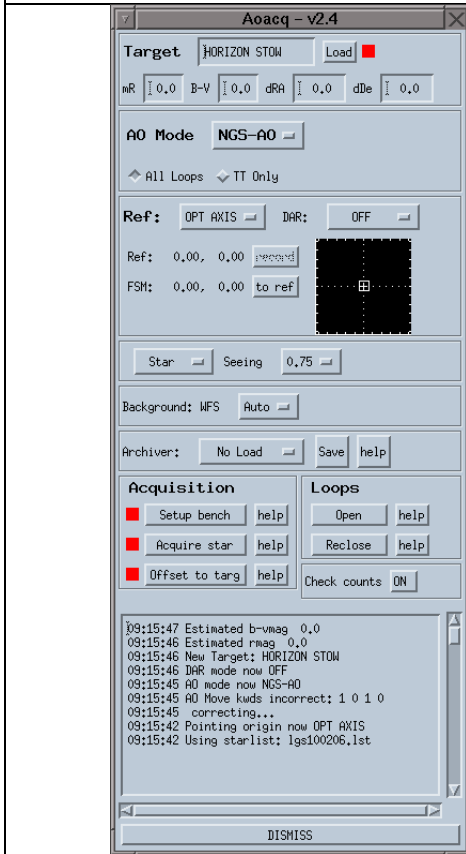 Aoacq - v2.4
Target HORIZON STOW Load
mR 0.0 B-V 0.0 dRA 0.0 dDe 0.0
AO Mode NGS-AO
All Loops TT Only
Ref: OPT AXIS DAR: OFF
Ref: 0.00, 0.00 record
FSM: 0.00, 0.00 to ref
Star Seeing 0.75
Background: WFS Auto
Archiver: No Load Save help
Acquisition
Setup bench help
Acquire star help
Offset to targ help
Loops
Open help
Reclose help
Check counts ON
09:15:47 Estimated b-vmag 0.0
09:15:46 Estimated rmag 0.0
09:15:46 New Target: HORIZON STOW
09:15:46 DAR mode now OFF
09:15:45 AO mode now NGS-AO
09:15:45 AO Move kwds incorrect: 1 0 1 0
09:15:45 correcting...
09:15:42 Pointing origin now OPT AXIS
09:15:42 Using starlist: lgs100206.lst
DISMISS